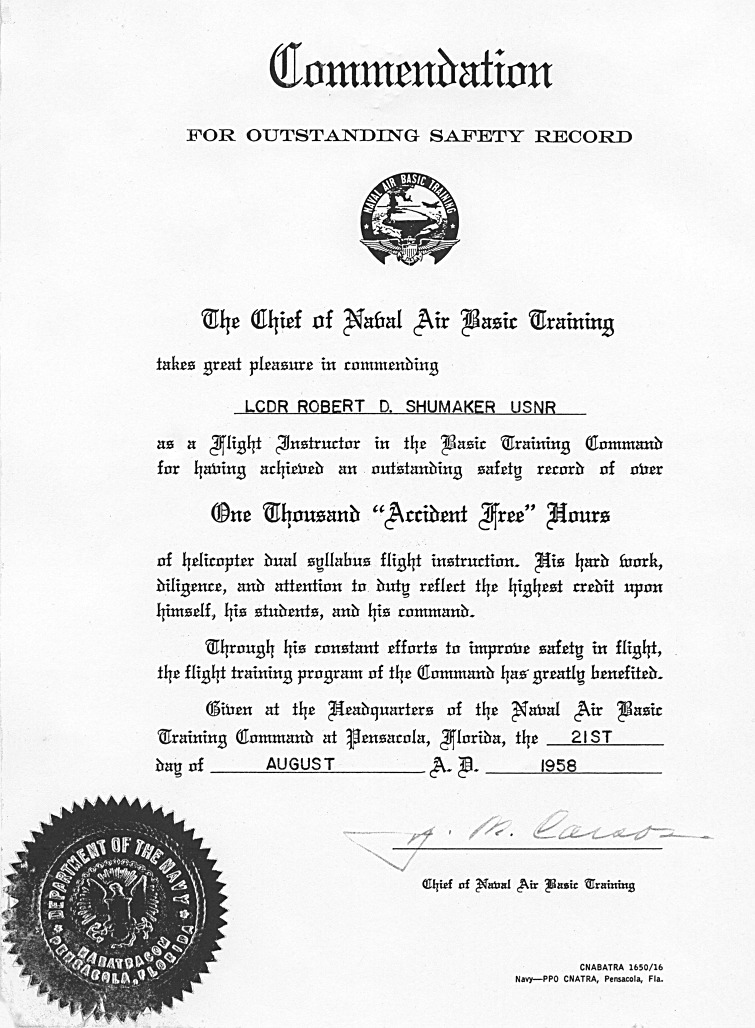 Commendation
FOR OUTSTANDING SAFETY RECORD
NAVAL AIR BASIC TRAINING
The Chief of Naval Air Basic Training
takes great pleasure in commending
LCDR ROBERT D. SHUMAKER USNR
as a Flight Instructor in the Basic Training Command
for having achieved an outstanding safety record of over
One Thousand “Accident Free” Hours
of helicopter dual syllabus flight instruction. His hard work,
diligence, and attention to duty reflect the highest credit upon
himself, his students, and his command.
Through his constant efforts to improve safety in flight,
the flight training program of the Command has greatly benefited.
Given at the Headquarters of the Naval Air Basic
Training Command at Pensacola, Florida, the 21ST
day of AUGUST A. D. 1958
Chief of Naval Air Basic Training
DEPARTMENT OF THE NAVY
NABATRACOM
PENSACOLA, FLORIDA
CNABATRA 1650/16
Navy—PPO CNATRA, Pensacola, Fla.